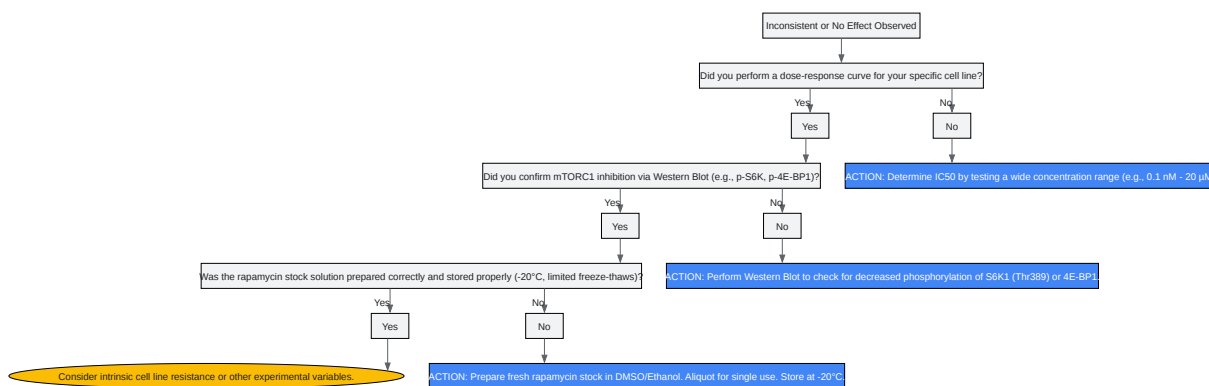 Inconsistent or No Effect Observed
Did you perform a dose-response curve for your specific cell line?
Yes
No
Yes
No
Did you confirm mTORC1 inhibition via Western Blot (e.g., p-S6K, p-4E-BP1)?
ACTION: Determine IC50 by testing a wide concentration range (e.g., 0.1 nM - 20 µM
Yes
No
Yes
No
Was the rapamycin stock solution prepared correctly and stored properly (-20°C, limited freeze-thaws)?
ACTION: Perform Western Blot to check for decreased phosphorylation of S6K1 (Thr389) or 4E-BP1.
Yes
No
Yes
No
Consider intrinsic cell line resistance or other experimental variables.
ACTION: Prepare fresh rapamycin stock in DMSO/Ethanol. Aliquot for single use. Store at -20°C.